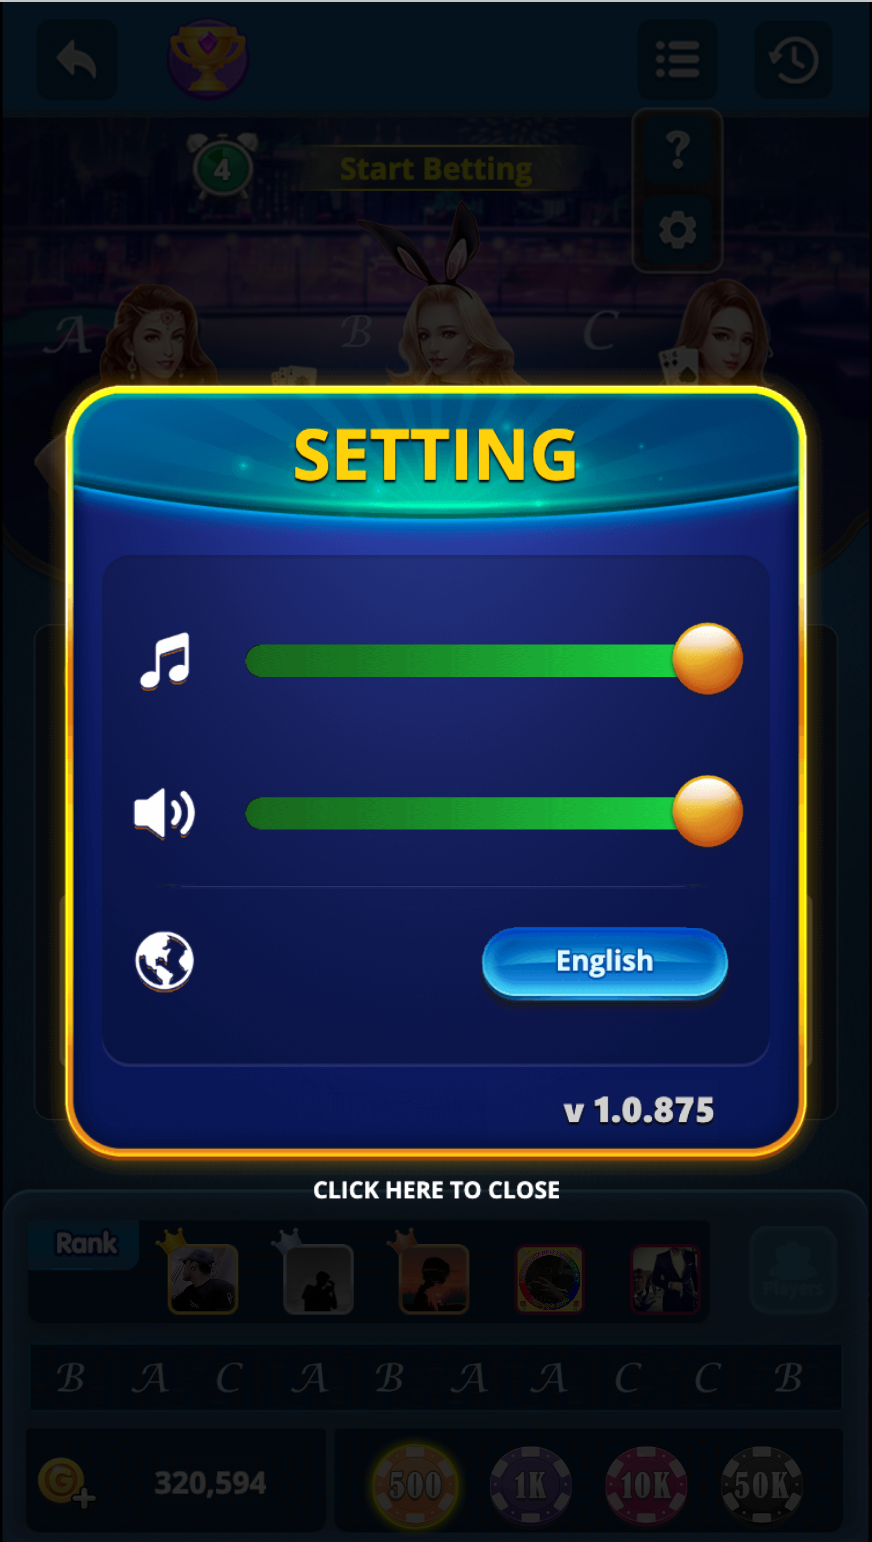 4
Start Betting
?
A
B
C
SETTING
English
v 1.0.875
CLICK HERE TO CLOSE
Rank
Players
B A C A B A A C C B
G
320,594
500
1K
10K
50K